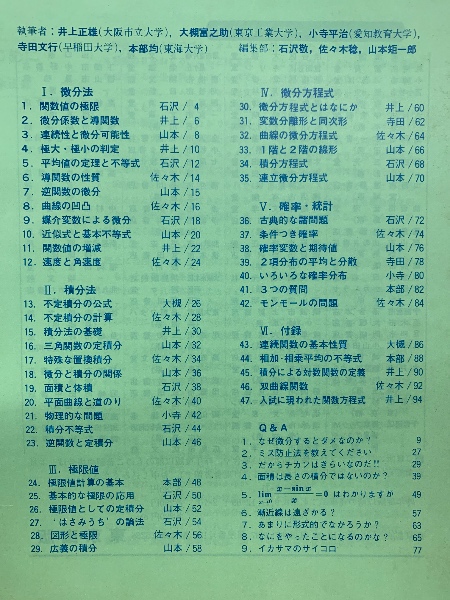 執筆者：井上正雄(大阪市立大学)，大槻富之助(東京工業大学)，小寺平治(愛知教育大学)，
寺田文行(早稲田大学)，本部均(東海大学)　編集部：石沢敬，佐々木稔，山本矩一郎
Ⅰ. 微分法
1. 関数値の極限 石沢/ 4
2. 微分係数と導関数 井上/ 6
3. 連続性と微分可能性 山本/ 8
4. 極大・極小の判定 井上/10
5. 平均値の定理と不等式 石沢/12
6. 導関数の性質 佐々木/14
7. 逆関数の微分 山本/15
8. 曲線の凹凸 佐々木/16
9. 媒介変数による微分 石沢/18
10. 近似式と基本不等式 山本/20
11. 関数値の増減 井上/22
12. 速度と角速度 佐々木/24
Ⅱ. 積分法
13. 不定積分の公式 大槻/26
14. 不定積分の計算 佐々木/28
15. 積分法の基礎 井上/30
16. 三角関数の定積分 山本/32
17. 特殊な置換積分 佐々木/34
18. 微分と積分の関係 山本/36
19. 面積と体積 石沢/38
20. 平面曲線と道のり 佐々木/40
21. 物理的な問題 小寺/42
22. 積分不等式 石沢/44
23. 逆関数と定積分 山本/46
Ⅲ. 極限値
24. 極限値計算の基本 本部/48
25. 基本的な極限の応用 石沢/50
26. 極限値としての定積分 山本/52
27. 'はさみうち'の論法 石沢/54
28. 図形と極限 佐々木/56
29. 広義の積分 山本/58
Ⅳ. 微分方程式
30. 微分方程式とはなにか 井上/60
31. 変数分離形と同次形 寺田/62
32. 曲線の微分方程式 佐々木/64
33. 1階と2階の線形 山本/66
34. 積分方程式 石沢/68
35. 連立微分方程式 山本/70
Ⅴ. 確率・統計
36. 古典的な諸問題 石沢/72
37. 条件つき確率 佐々木/74
38. 確率変数と期待値 山本/76
39. 2項分布の平均と分散 寺田/78
40. いろいろな確率分布 小寺/80
41. 3つの質問 本部/82
42. モンモールの問題 佐々木/84
Ⅵ. 付録
43. 連続関数の基本性質 大槻/86
44. 相加・相乗平均の不等式 本部/88
45. 積分による対数関数の定義 井上/90
46. 双曲線関数 佐々木/92
47. 入試に現われた関数方程式 井上/94
Q & A
1. なぜ微分するとダメなのか？ 9
2. ミス防止法を教えてください 27
3. だからチカンはきらいなのだ!! 29
4. 面積は長さの積分ではないのか？ 39
5. lim x−sinx/x =0 はわかりますが 49
6. 漸近線は遠ざかる？ 57
7. あまりに形式的でなかろうか？ 63
8. なにをやったことになるのかな？ 65
9. イカサマのサイコロ 77